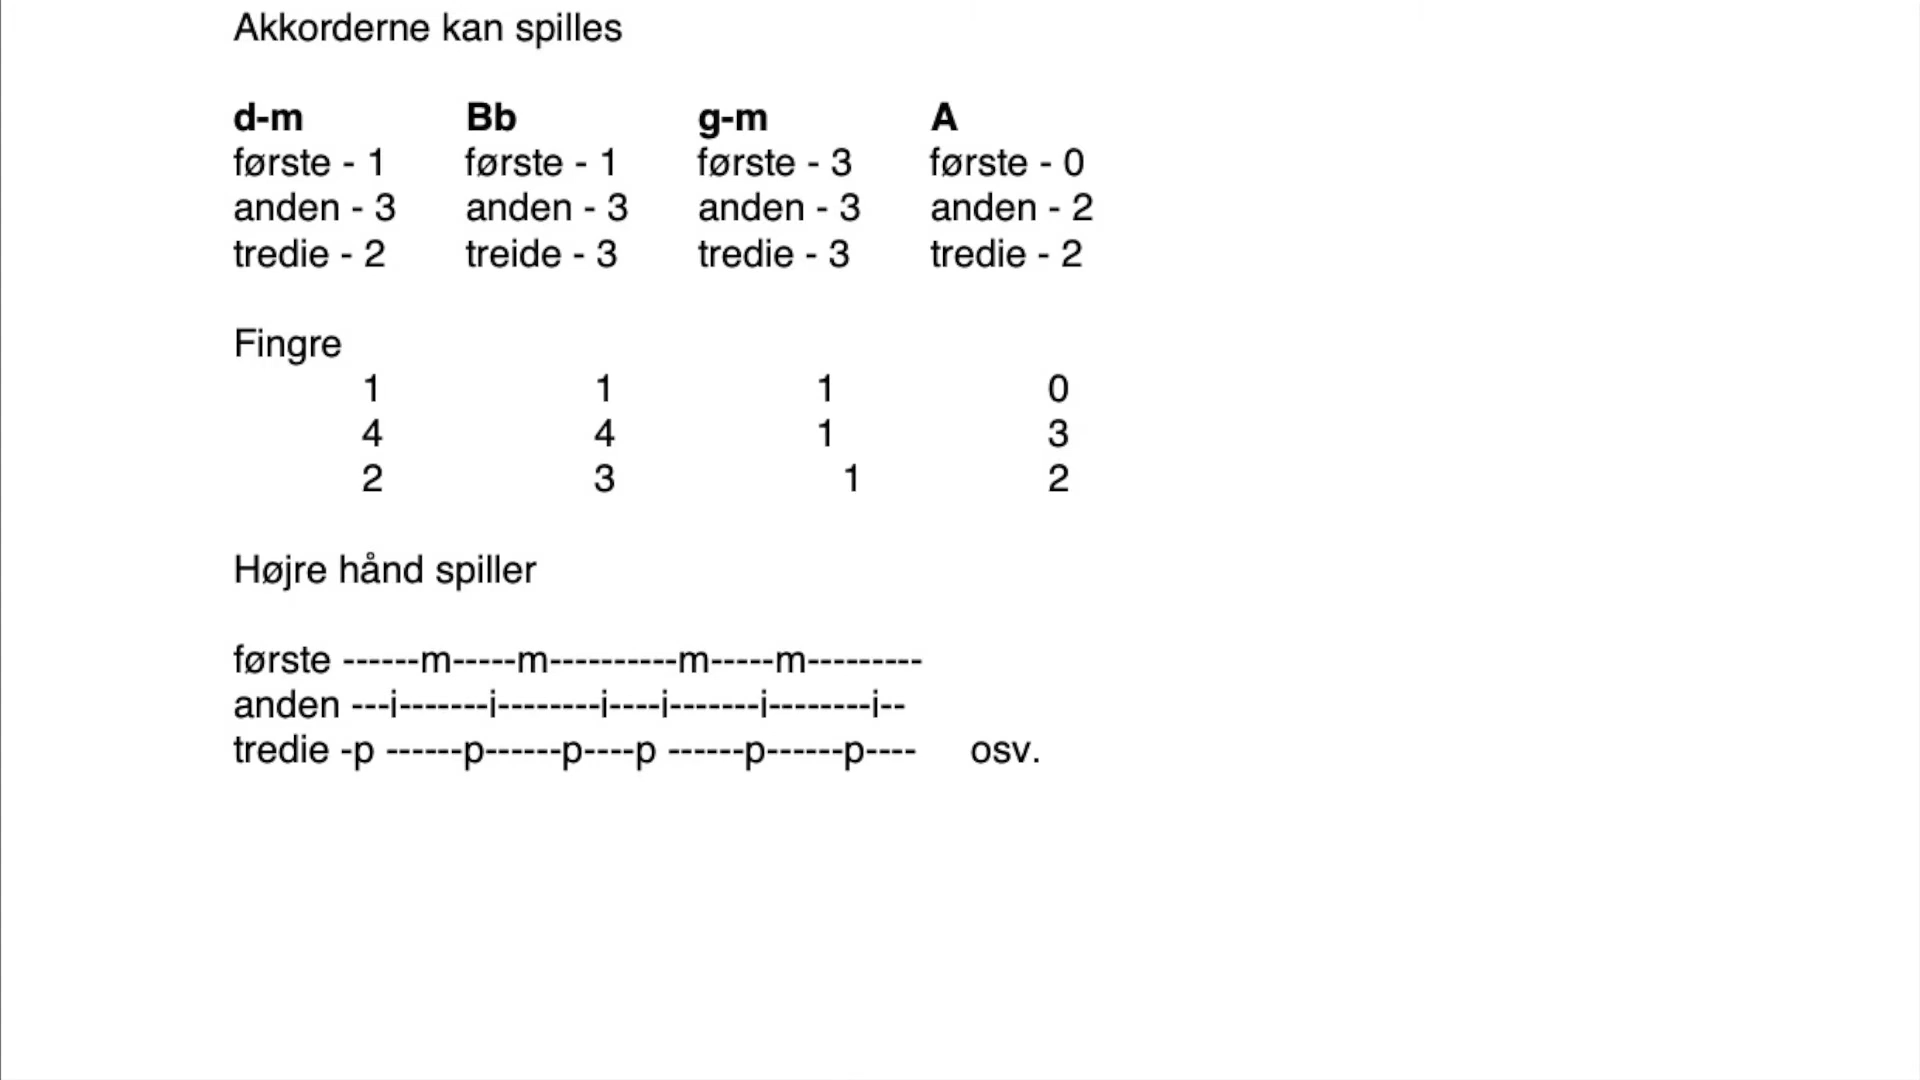 Akkorderne kan spilles
d-m Bb g-m A
første - 1 første - 1 første - 3 første - 0
anden - 3 anden - 3 anden - 3 anden - 2
tredie - 2 treide - 3 tredie - 3 tredie - 2
Fingre
1 1 1 0
4 4 1 3
2 3 1 2
Højre hånd spiller
første ------m-----m----------m-----m---------
anden ---i-------i--------i----i-------i--------i--
tredie -p ------p------p----p ------p------p---- osv.